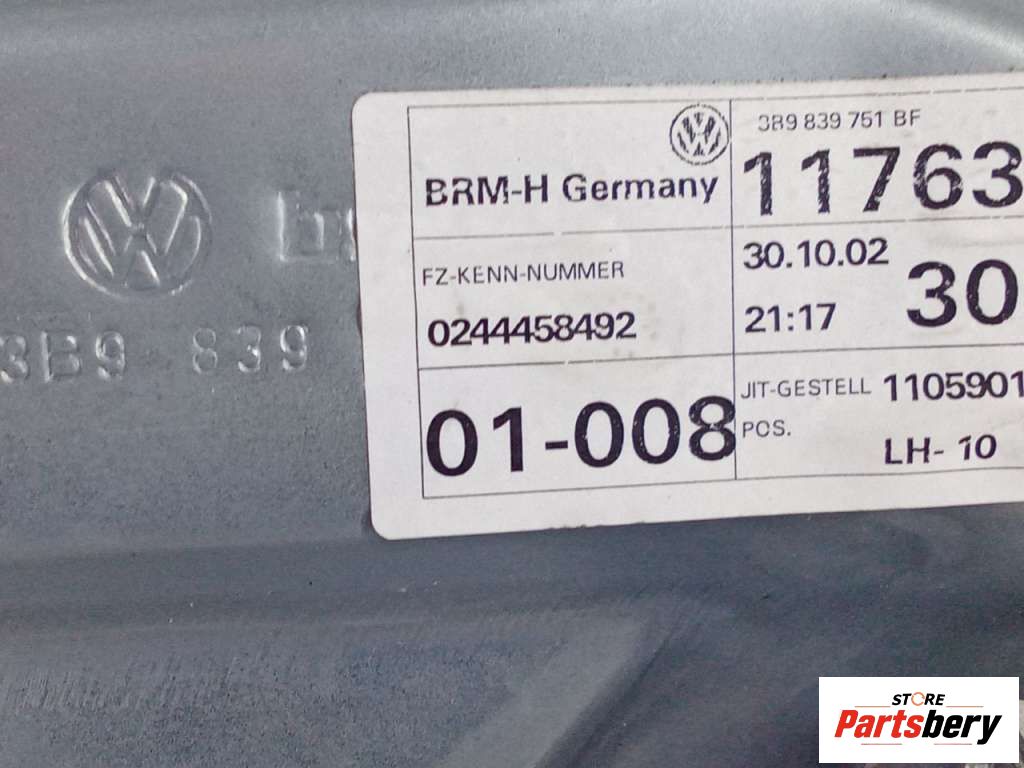 3B9 839 751 BF
BRM-H Germany
11763
FZ-KENN-NUMMER
0244458492
30.10.02
21:17
30
01-008
JIT-GESTELL 1105901
POS.
LH- 10
3B9 839
STORE
Partsbery